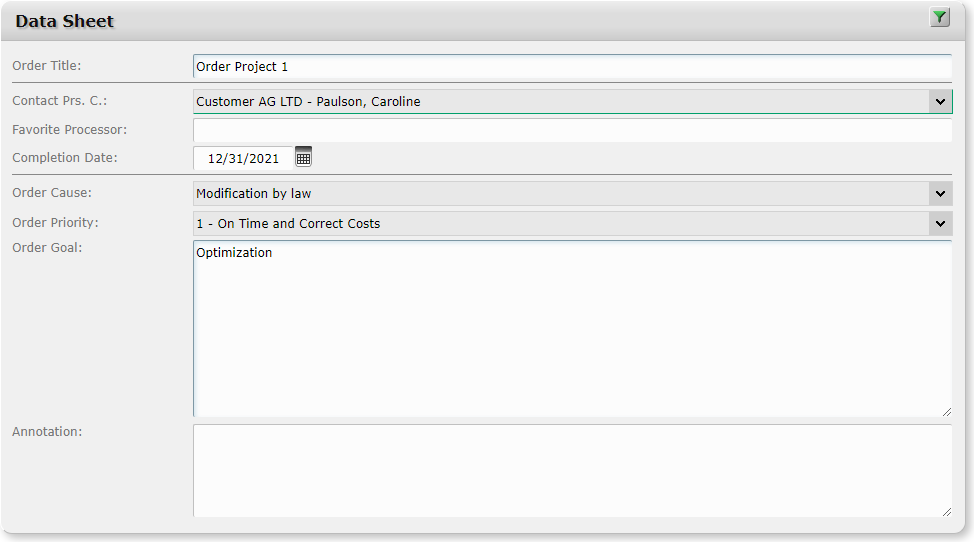 Data Sheet
Order Title: Order Project 1
Contact Prs. C.: Customer AG LTD - Paulson, Caroline
Favorite Processor:
Completion Date: 12/31/2021
Order Cause: Modification by law
Order Priority: 1 - On Time and Correct Costs
Order Goal: Optimization
Annotation: